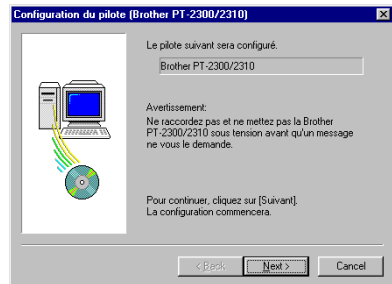 Configuration du pilote (Brother PT-2300/2310)
Le pilote suivant sera configuré.
Brother PT-2300/2310
Avertissement:
Ne raccordez pas et ne mettez pas la Brother
PT-2300/2310 sous tension avant qu'un message
ne vous le demande.
Pour continuer, cliquez sur [Suivant].
La configuration commencera.
< Back
Next >
Cancel